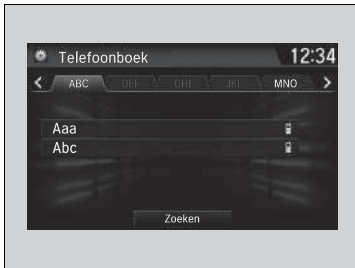 Telefoonboek 12:34
ABC DEF GHI JKL MNO
Aaa
Abc
Zoeken